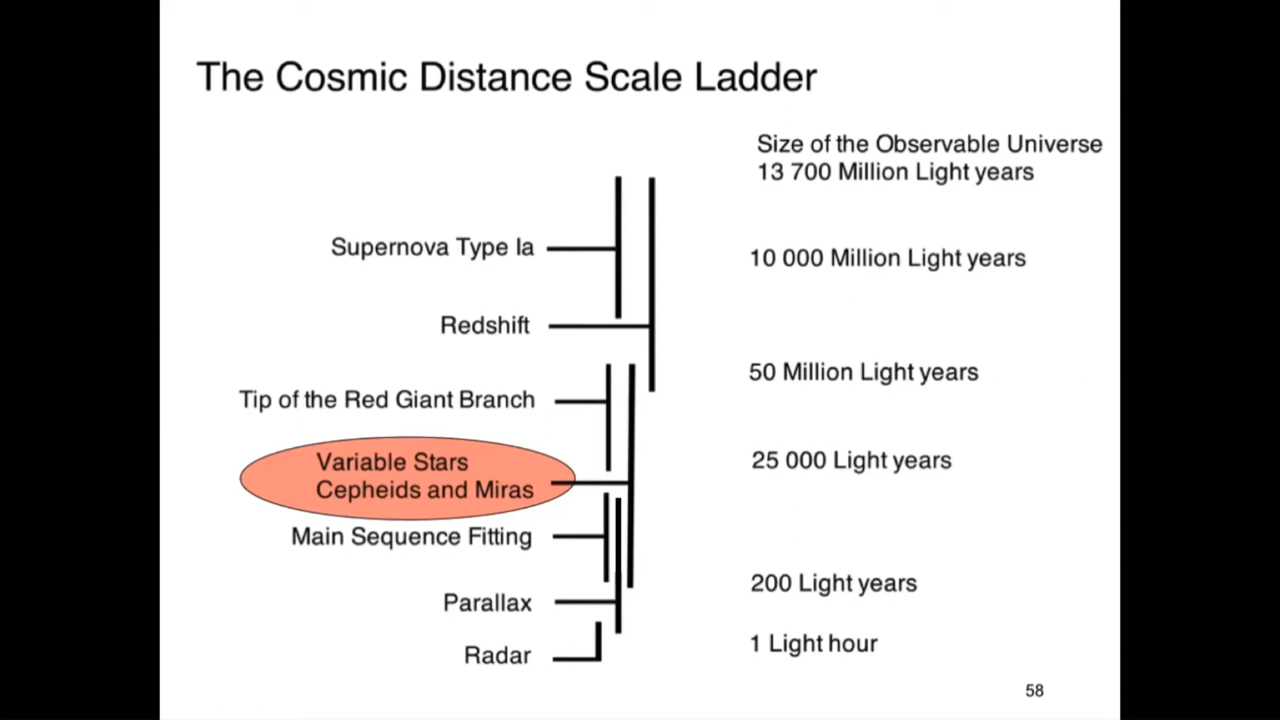 The Cosmic Distance Scale Ladder
Size of the Observable Universe
13 700 Million Light years
Supernova Type Ia
10 000 Million Light years
Redshift
50 Million Light years
Tip of the Red Giant Branch
Variable Stars
25 000 Light years
Cepheids and Miras
Main Sequence Fitting
200 Light years
Parallax
1 Light hour
Radar
58